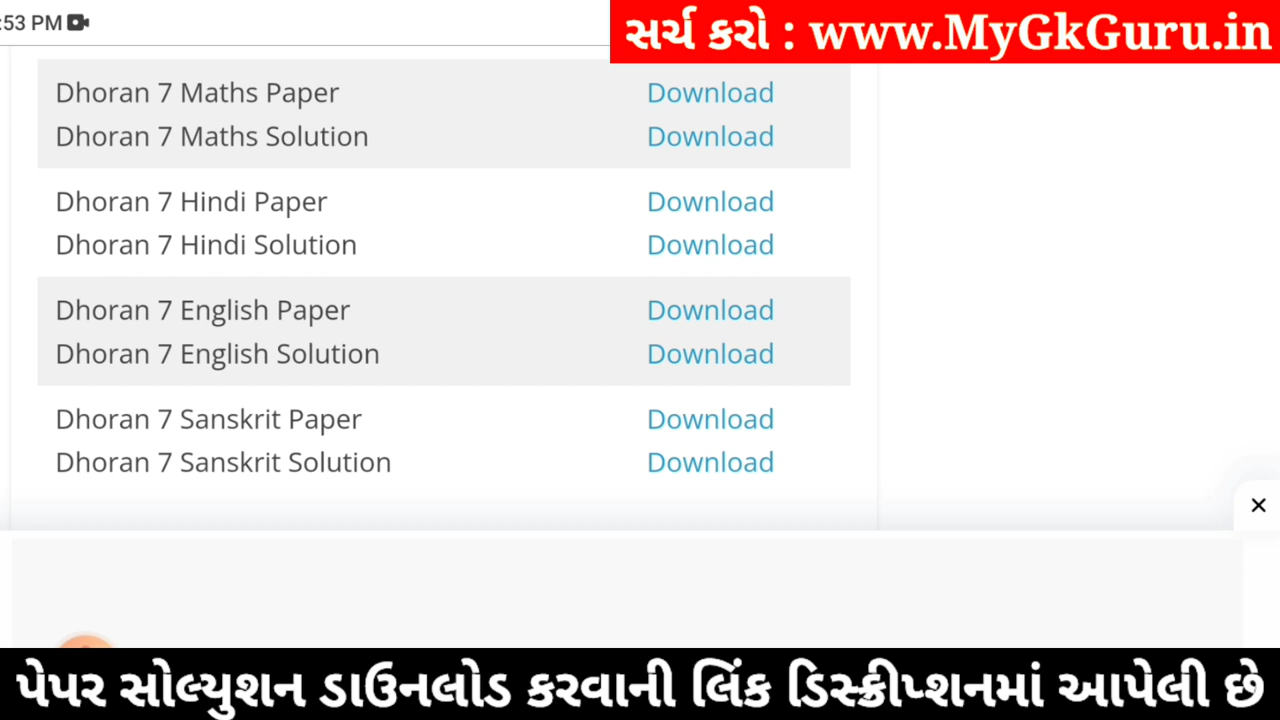 :53 PM
સર્ચ કરો : www.MyGkGuru.in
Dhoran 7 Maths Paper Download
Dhoran 7 Maths Solution Download
Dhoran 7 Hindi Paper Download
Dhoran 7 Hindi Solution Download
Dhoran 7 English Paper Download
Dhoran 7 English Solution Download
Dhoran 7 Sanskrit Paper Download
Dhoran 7 Sanskrit Solution Download
પેપર સોલ્યુશન ડાઉનલોડ કરવાની લિંક ડિસ્ક્રીપ્શનમાં આપેલી છે